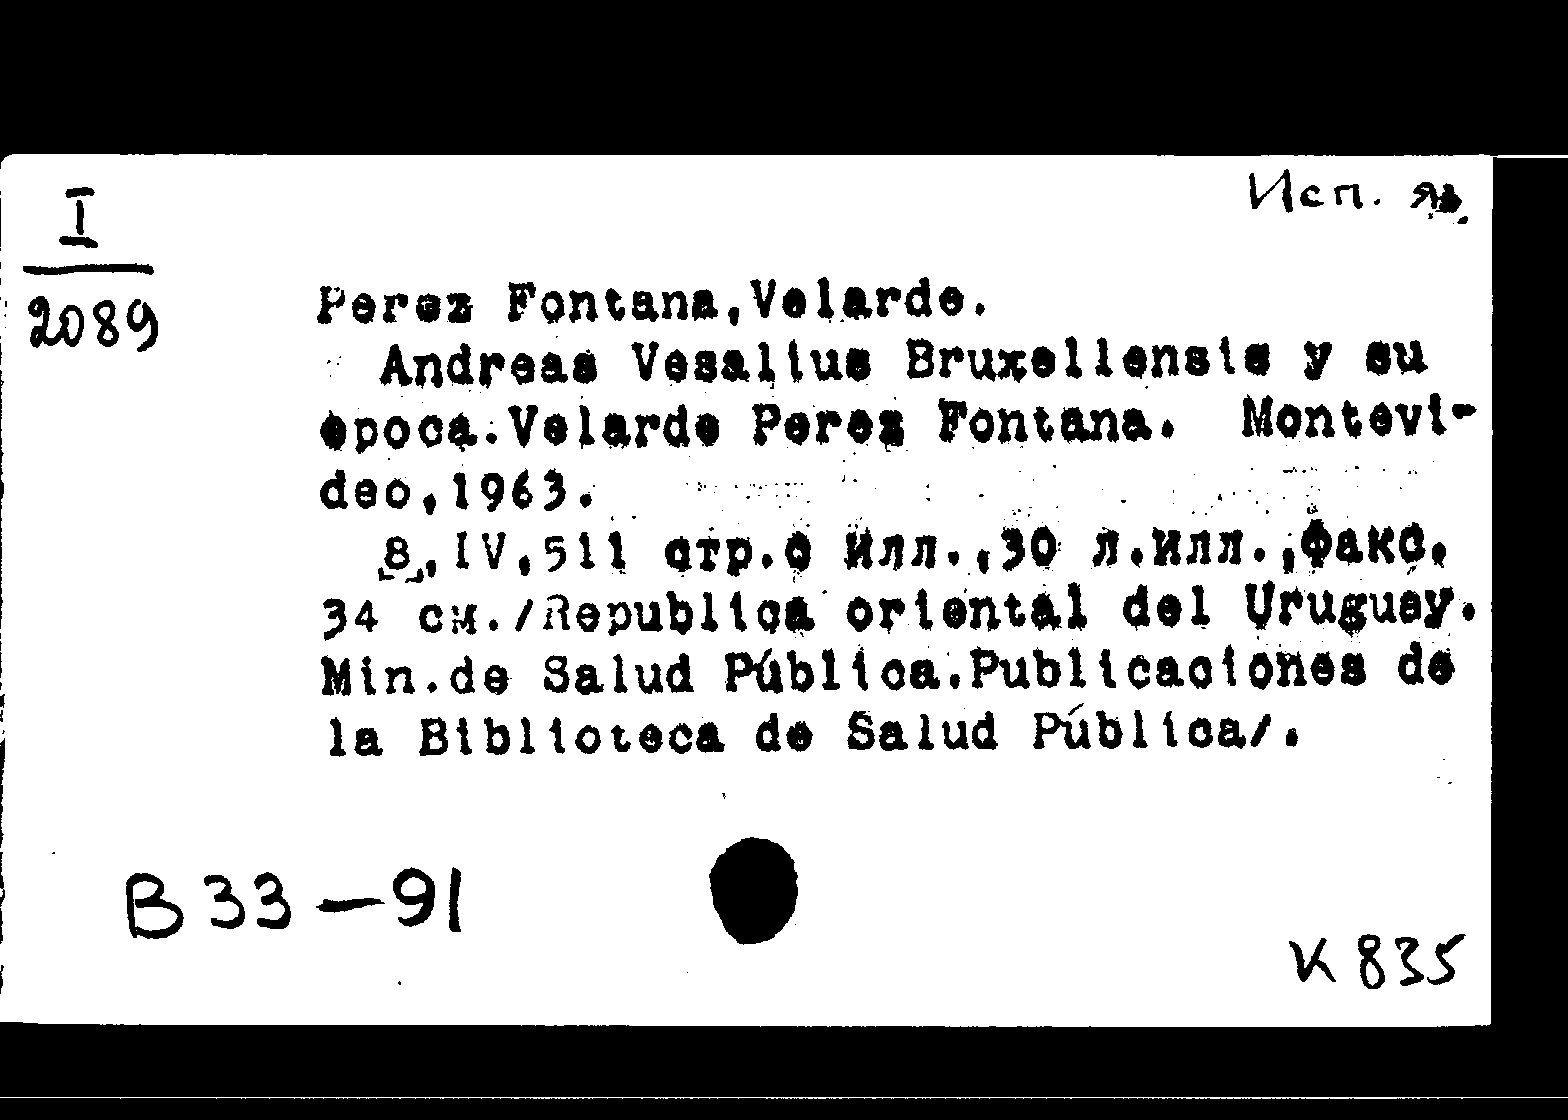 I
2089
Исп. яз.
Perez Fontana,Velarde.
Andreas Vesalius Bruxellensis y su
epoca.Velarde Perez Fontana. Montevi-
deo,1963.
8,IV,511 стр.с илл.,30 л.илл.,факс.
34 см./Republica oriental del Uruguay.
Min.de Salud Pública.Publicaciones de
la Biblioteca de Salud Pública/.
В33-91
К 835